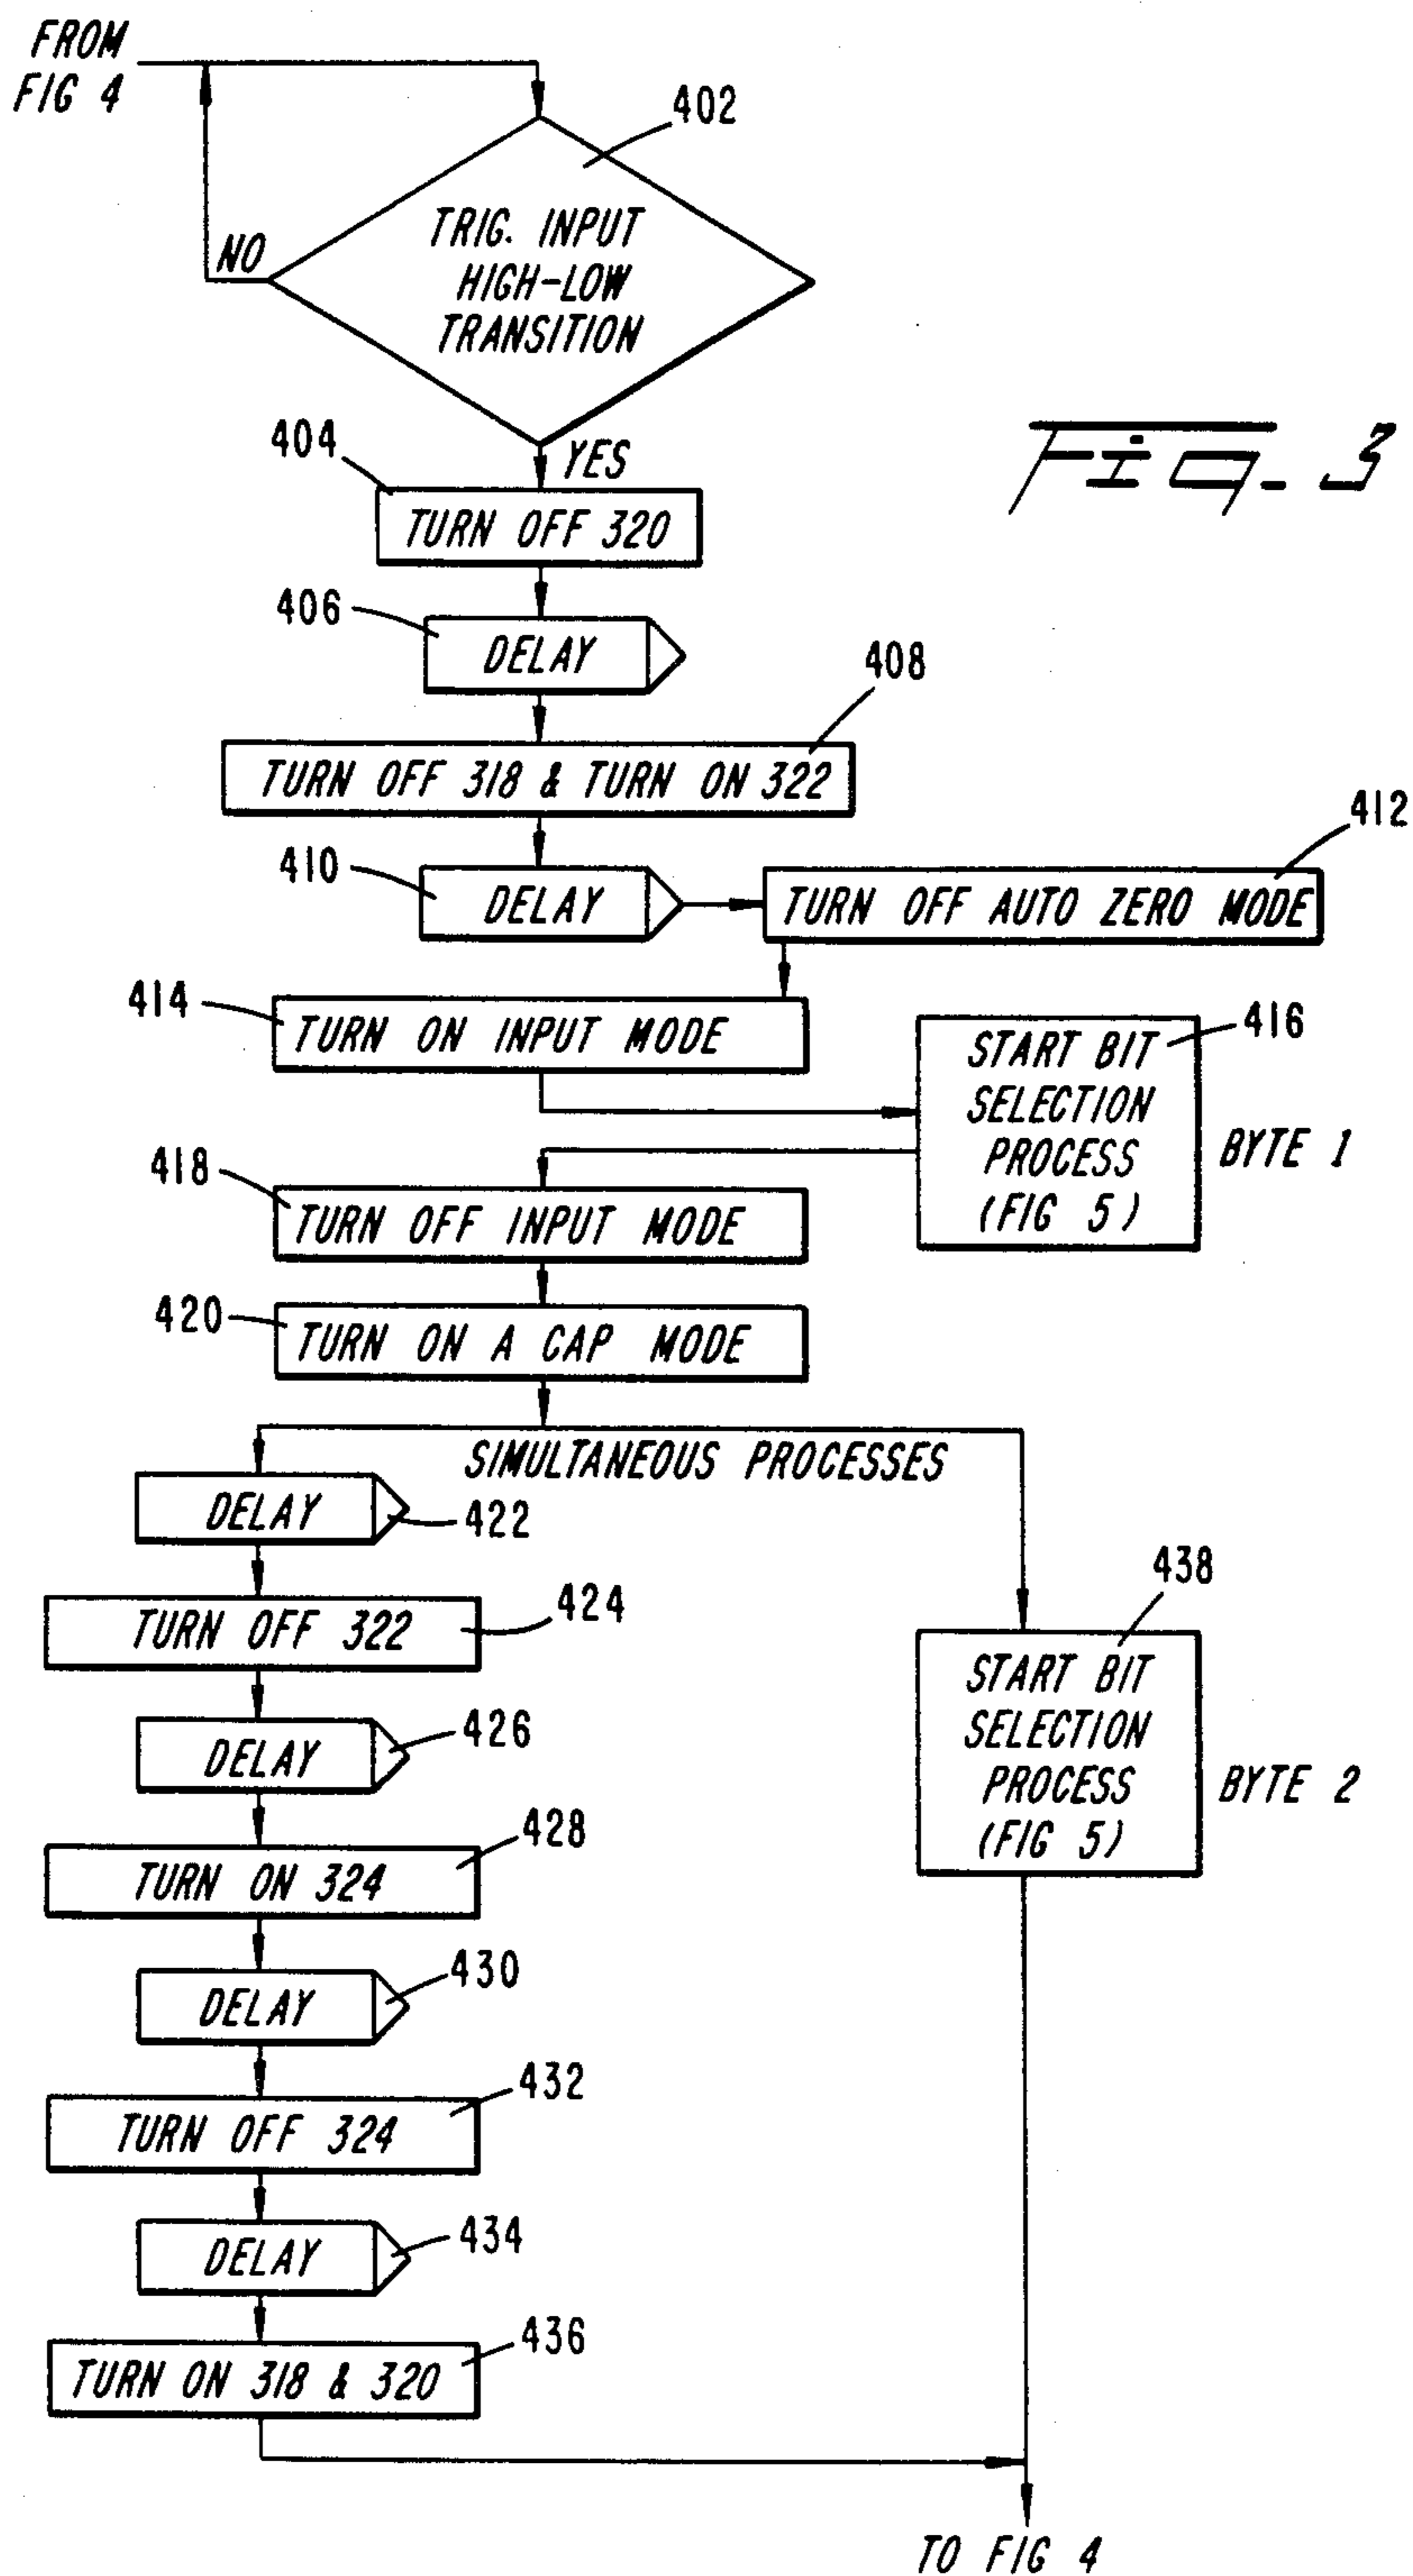 FROM
FIG 4
402
TRIG. INPUT
HIGH-LOW
TRANSITION
NO
YES
Fig. 3
404
TURN OFF 320
406
DELAY
408
TURN OFF 318 & TURN ON 322
410
DELAY
412
TURN OFF AUTO ZERO MODE
414
TURN ON INPUT MODE
416
START BIT
SELECTION
PROCESS
(FIG 5)
BYTE 1
418
TURN OFF INPUT MODE
420
TURN ON A CAP MODE
SIMULTANEOUS PROCESSES
DELAY
422
TURN OFF 322
424
DELAY
426
TURN ON 324
428
DELAY
430
TURN OFF 324
432
DELAY
434
TURN ON 318 & 320
436
438
START BIT
SELECTION
PROCESS
(FIG 5)
BYTE 2
TO FIG 4